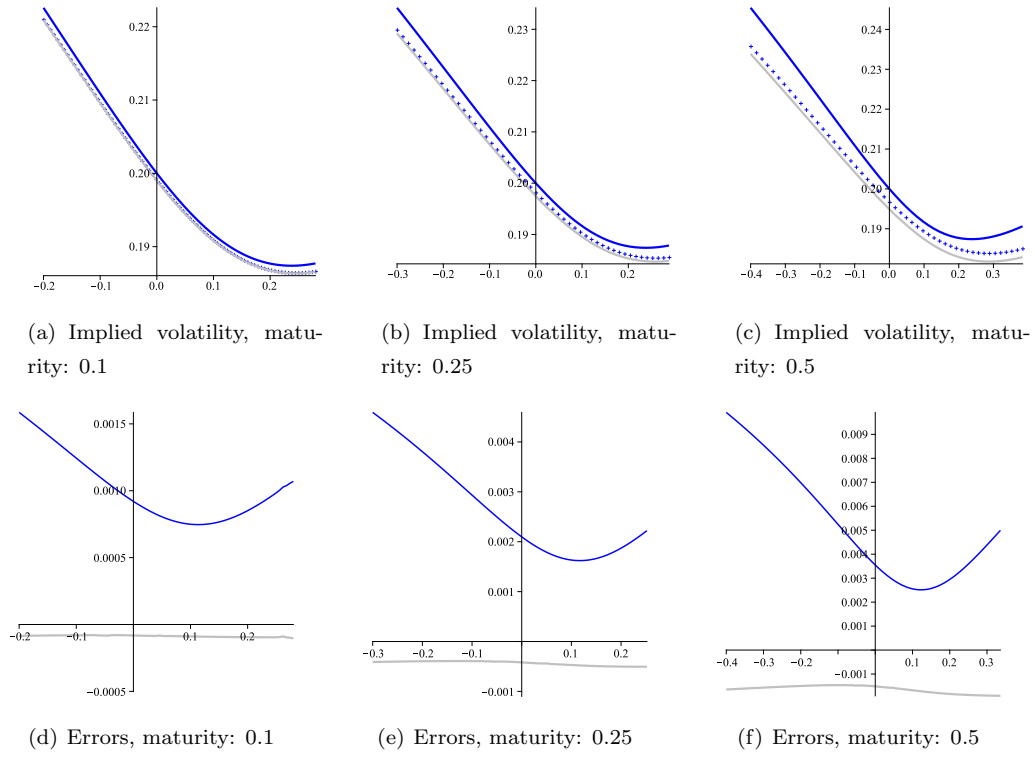 0.22
0.21
0.20
0.19
−0.2 −0.1 0.0 0.1 0.2
0.23
0.22
0.21
0.20
0.19
−0.3 −0.2 −0.1 0.0 0.1 0.2
0.24
0.23
0.22
0.21
0.20
0.19
−0.4 −0.3 −0.2 −0.1 0.0 0.1 0.2 0.3
(a) Implied volatility, matu-
rity: 0.1
(b) Implied volatility, matu-
rity: 0.25
(c) Implied volatility, matu-
rity: 0.5
0.0015
0.0010
0.0005
−0.2 −0.1 0.1 0.2
−0.0005
0.004
0.003
0.002
0.001
−0.3 −0.2 −0.1 0.1 0.2
−0.001
0.009
0.008
0.007
0.006
0.005
0.004
0.003
0.002
0.001
−0.4 −0.3 −0.2 0.1 0.2 0.3
−0.001
(d) Errors, maturity: 0.1
(e) Errors, maturity: 0.25
(f) Errors, maturity: 0.5